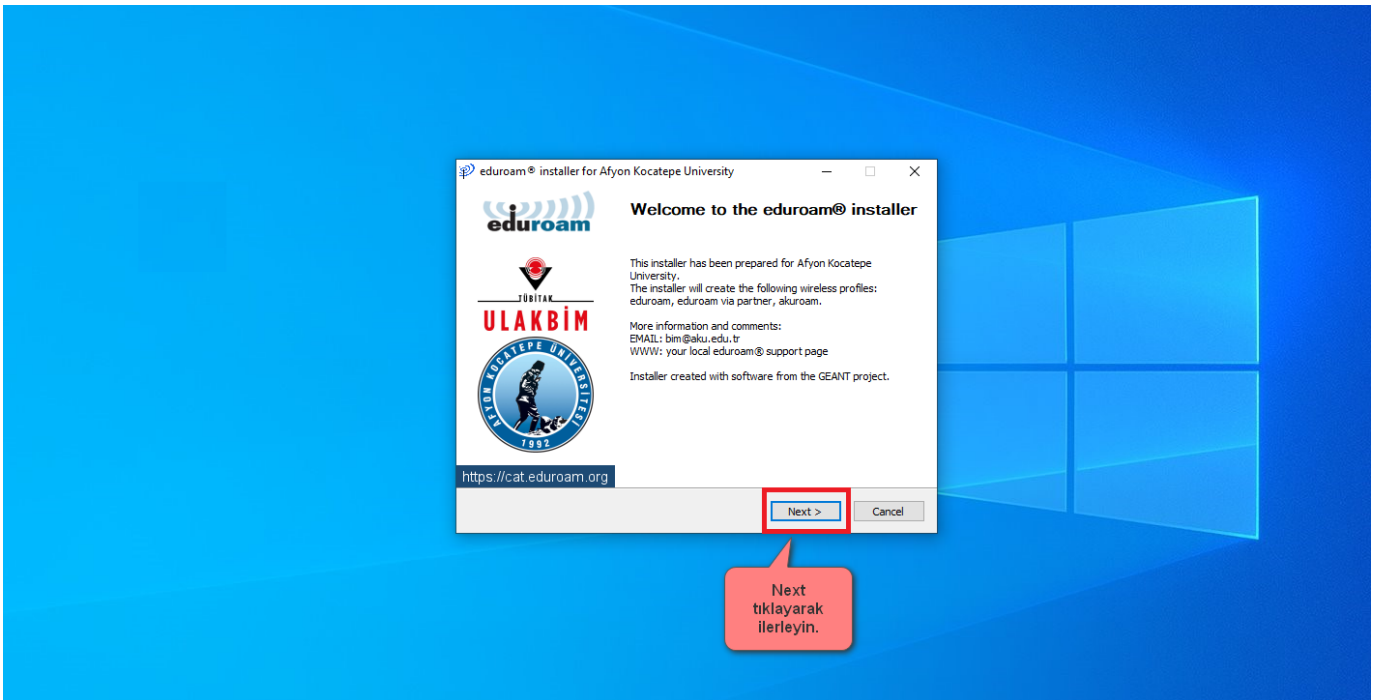 eduroam® installer for Afyon Kocatepe University
eduroam
Welcome to the eduroam® installer
This installer has been prepared for Afyon Kocatepe
University.
The installer will create the following wireless profiles:
eduroam, eduroam via partner, akuroam.
More information and comments:
EMAIL: bim@aku.edu.tr
WWW: your local eduroam® support page
Installer created with software from the GEANT project.
TÜBİTAK
ULAKBİM
AFYON KOCATEPE ÜNİVERSİTESİ
1992
https://cat.eduroam.org
Next >
Cancel
Next
tıklayarak
ilerleyin.